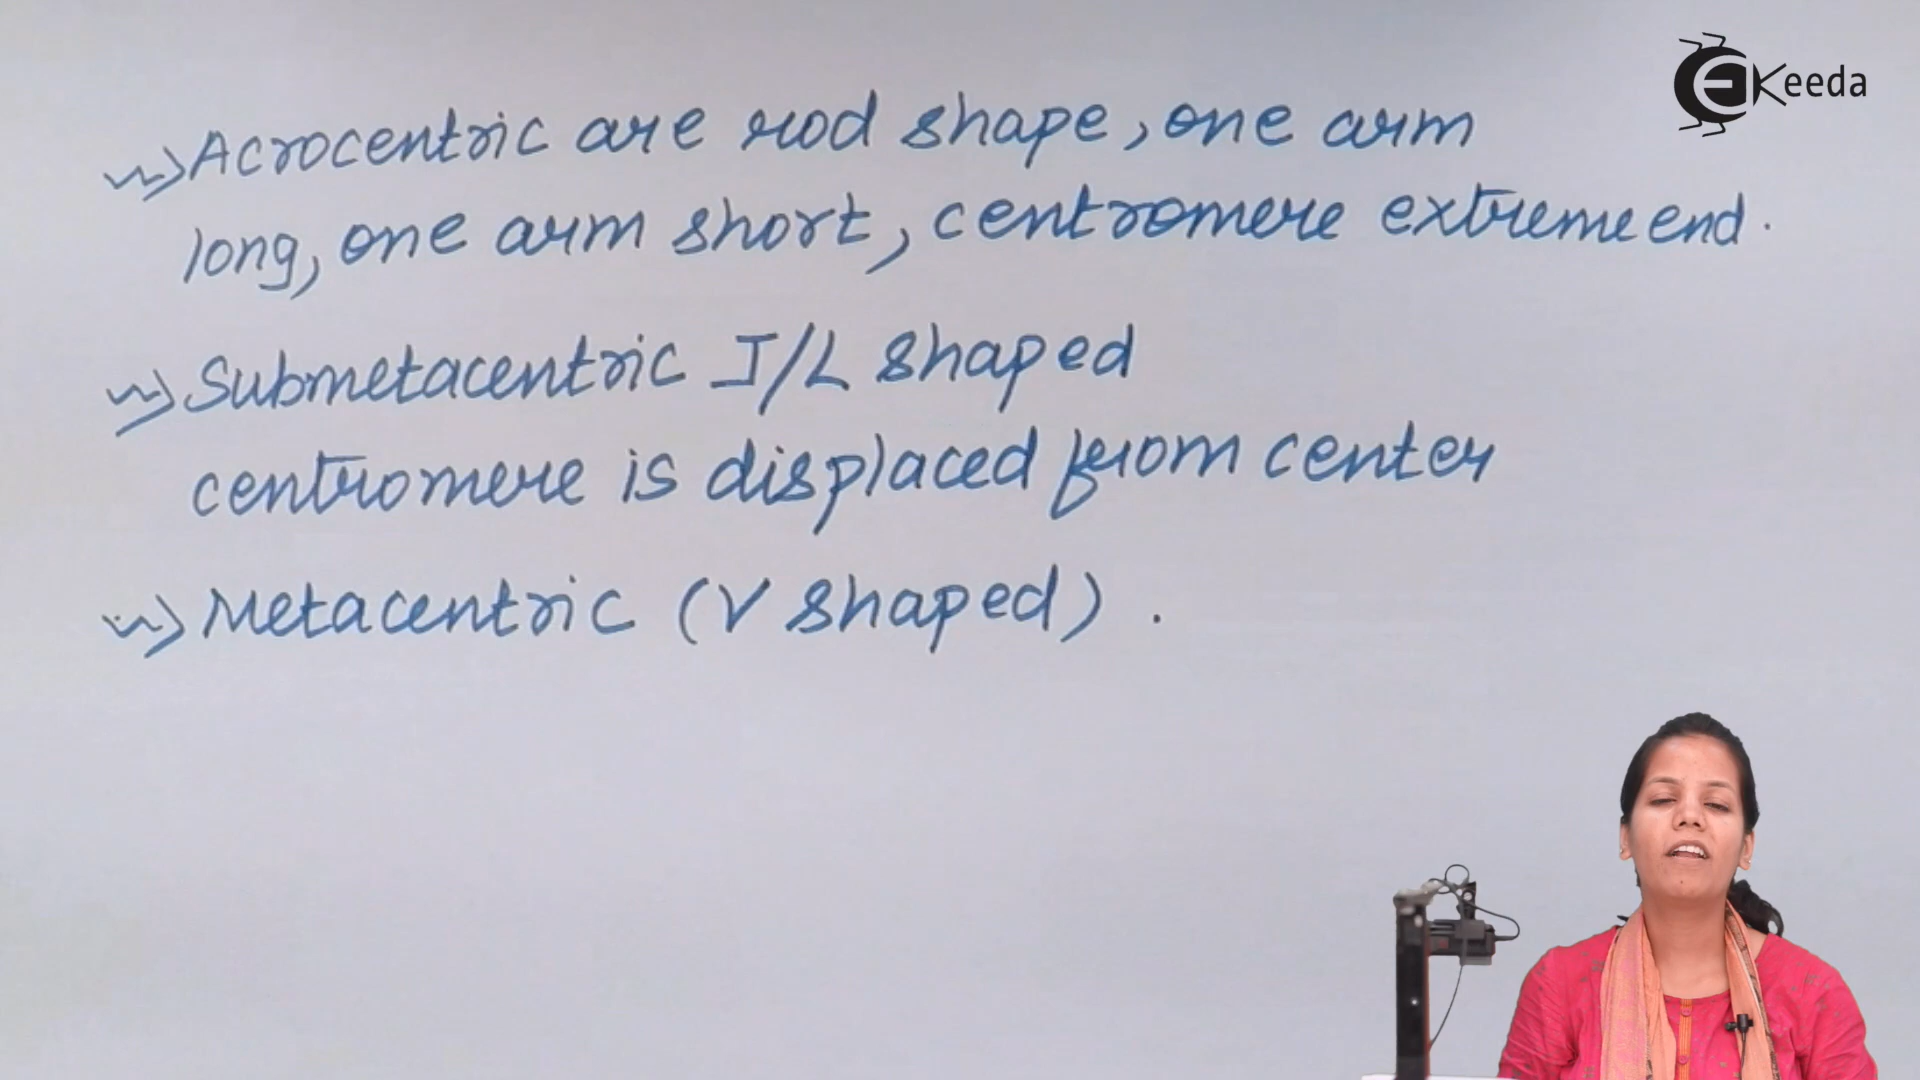 EKeeda
Acrocentric are rod shape, one arm
long, one arm short, centromere extreme end.
Submetacentric J/L shaped
centromere is displaced from center
Metacentric (V shaped).